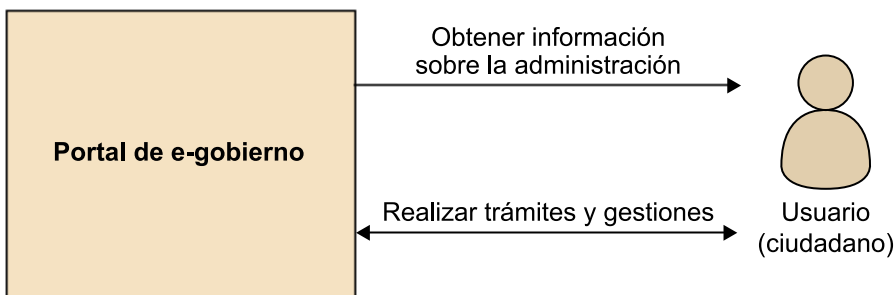 Obtener información
sobre la administración
Portal de e-gobierno
Realizar trámites y gestiones
Usuario
(ciudadano)